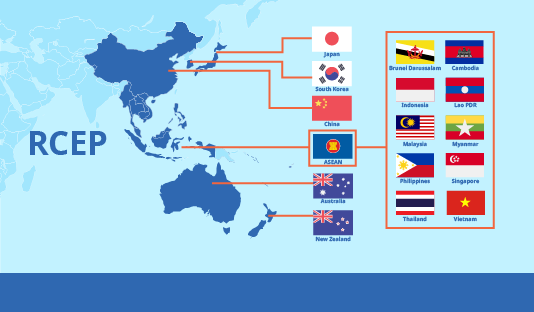 RCEP
Japan
South Korea
China
ASEAN
Australia
New Zealand
Brunei Darussalam
Cambodia
Indonesia
Lao PDR
Malaysia
Myanmar
Philippines
Singapore
Thailand
Vietnam